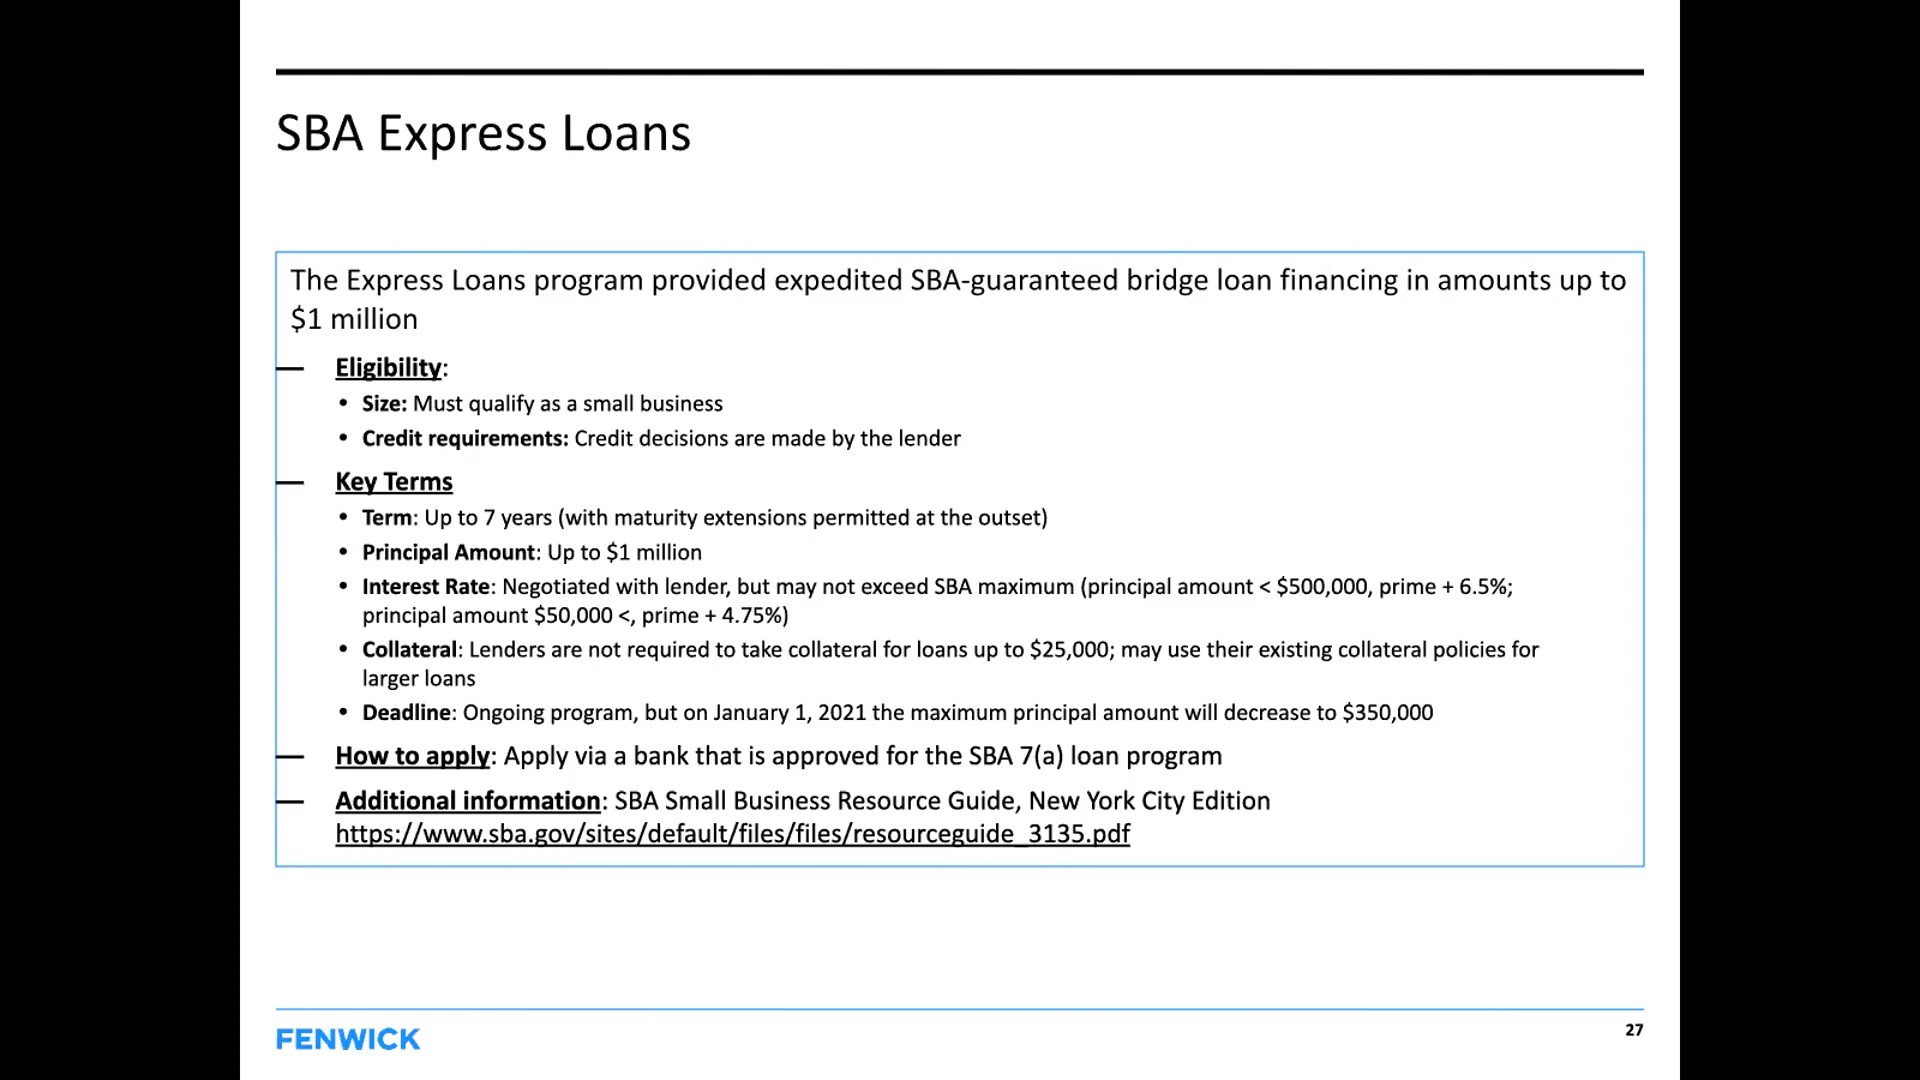 SBA Express Loans
The Express Loans program provided expedited SBA-guaranteed bridge loan financing in amounts up to
$1 million
— Eligibility:
• Size: Must qualify as a small business
• Credit requirements: Credit decisions are made by the lender
— Key Terms
• Term: Up to 7 years (with maturity extensions permitted at the outset)
• Principal Amount: Up to $1 million
• Interest Rate: Negotiated with lender, but may not exceed SBA maximum (principal amount < $500,000, prime + 6.5%;
principal amount $50,000 <, prime + 4.75%)
• Collateral: Lenders are not required to take collateral for loans up to $25,000; may use their existing collateral policies for
larger loans
• Deadline: Ongoing program, but on January 1, 2021 the maximum principal amount will decrease to $350,000
— How to apply: Apply via a bank that is approved for the SBA 7(a) loan program
— Additional information: SBA Small Business Resource Guide, New York City Edition
https://www.sba.gov/sites/default/files/files/resourceguide_3135.pdf
FENWICK
27